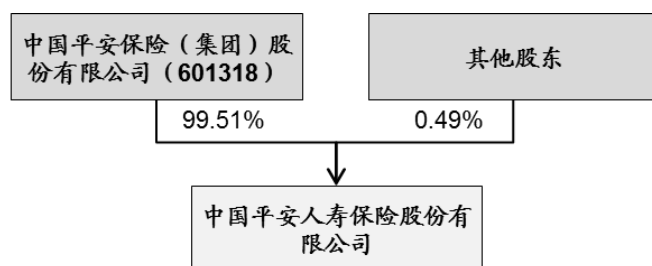 中国平安保险（集团）股
份有限公司（601318）
其他股东
99.51%
0.49%
中国平安人寿保险股份有
限公司